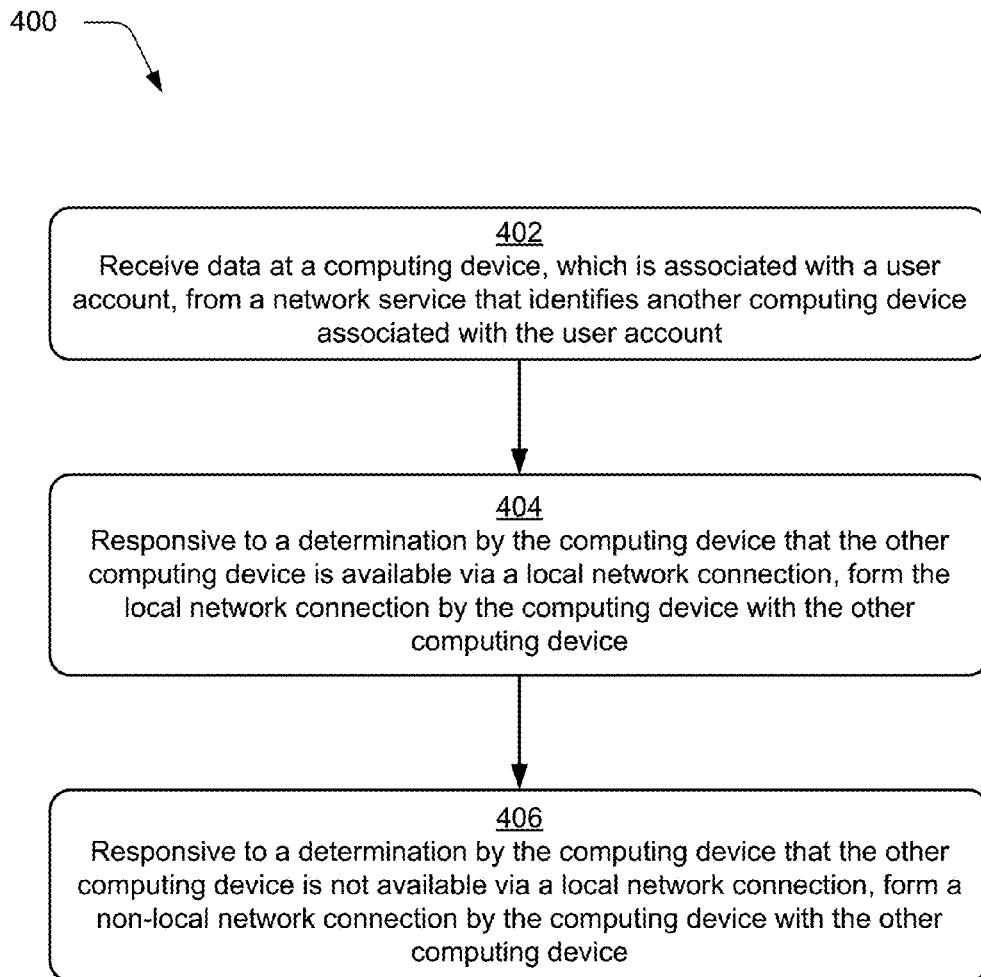 400
402
Receive data at a computing device, which is associated with a user
account, from a network service that identifies another computing device
associated with the user account
404
Responsive to a determination by the computing device that the other
computing device is available via a local network connection, form the
local network connection by the computing device with the other
computing device
406
Responsive to a determination by the computing device that the other
computing device is not available via a local network connection, form a
non-local network connection by the computing device with the other
computing device